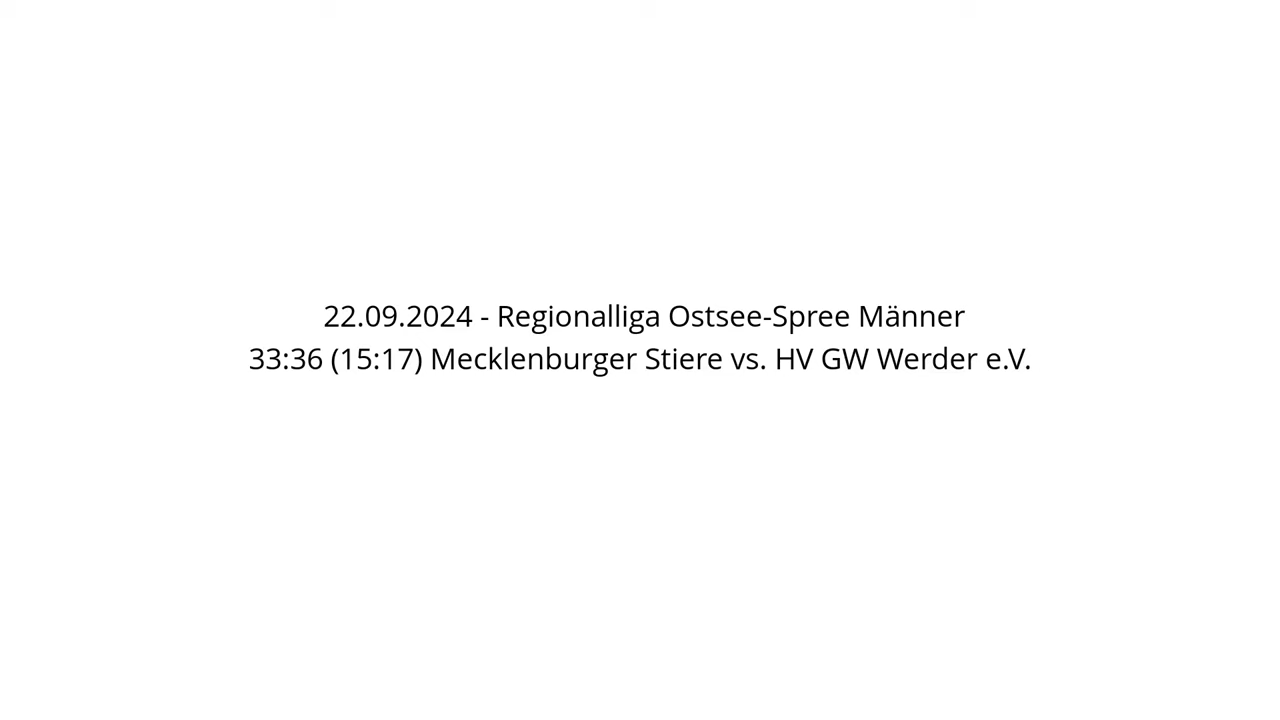 22.09.2024 - Regionalliga Ostsee-Spree Männer
33:36 (15:17) Mecklenburger Stiere vs. HV GW Werder e.V.